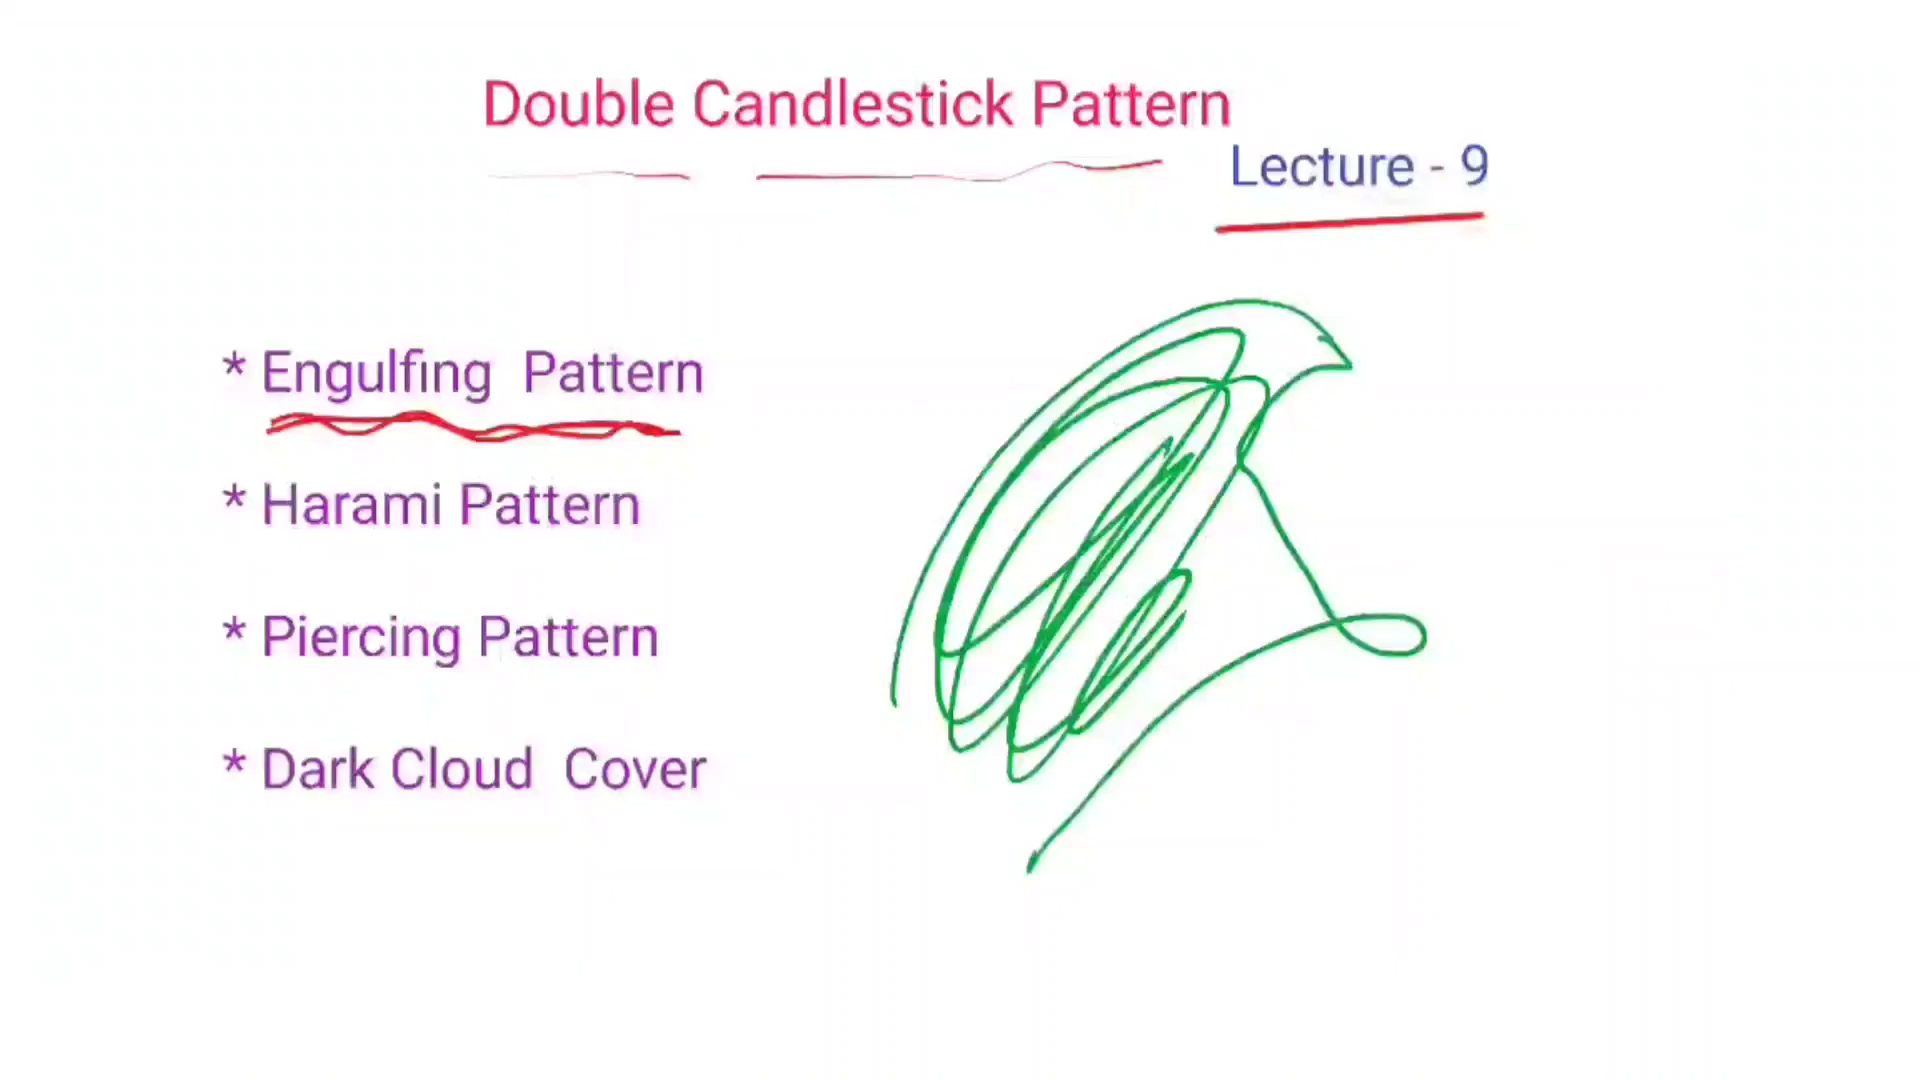 Double Candlestick Pattern
Lecture - 9
* Engulfing Pattern
* Harami Pattern
* Piercing Pattern
* Dark Cloud Cover